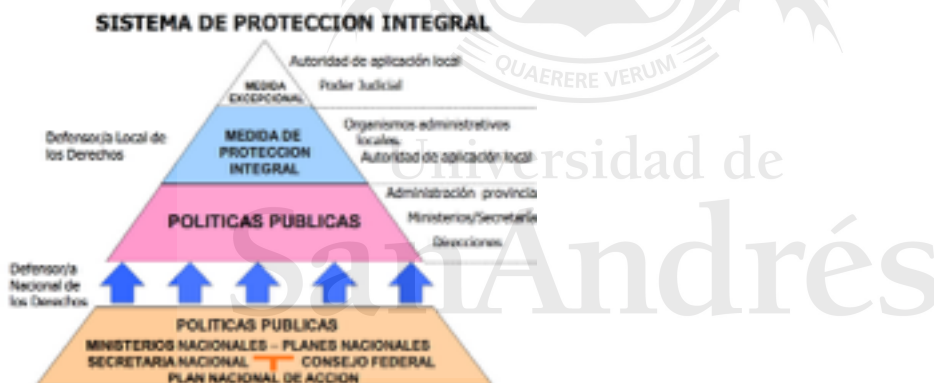 SISTEMA DE PROTECCION INTEGRAL
QUAERERE VERUM
Universidad de
SanAndrés
Autoridad de aplicación local
MEDIDA
EXCEPCIONAL
Poder Judicial
Defensor/a Local de
los Derechos
MEDIDA DE
PROTECCION
INTEGRAL
Organismos administrativos
locales.
Autoridad de aplicación local
POLITICAS PUBLICAS
Administración provincia
Ministerios/Secretaría
Direcciones
Defensor/a
Nacional de
los Derechos
POLITICAS PUBLICAS
MINISTERIOS NACIONALES – PLANES NACIONALES
SECRETARIA NACIONAL CONSEJO FEDERAL
PLAN NACIONAL DE ACCION